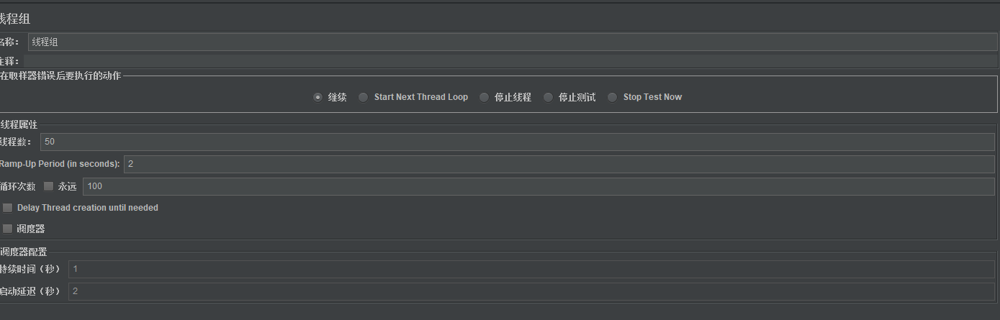 线程组
名称： 线程组
注释：
在取样器错误后要执行的动作
继续 Start Next Thread Loop 停止线程 停止测试 Stop Test Now
线程属性
线程数： 50
Ramp-Up Period (in seconds): 2
循环次数 永远 100
Delay Thread creation until needed
调度器
调度器配置
持续时间（秒） 1
启动延迟（秒） 2